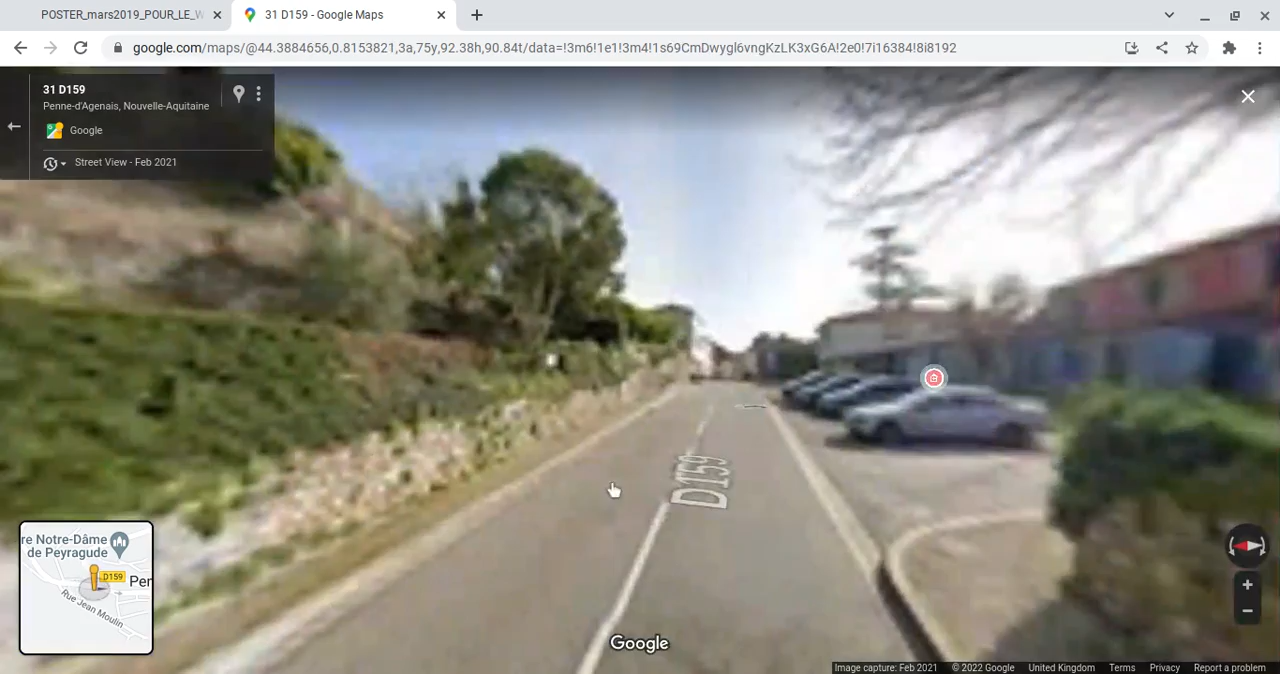 POSTER_mars2019_POUR_LE_W
31 D159 - Google Maps
google.com/maps/@44.3884656,0.8153821,3a,75y,92.38h,90.84t/data=!3m6!1e1!3m4!1s69CmDwygl6vngKzLK3xG6A!2e0!7i16384!8i8192
31 D159
Penne-d'Agenais, Nouvelle-Aquitaine
Google
Street View - Feb 2021
D159
re Notre-Dâme
de Peyragude
D159
Per
Rue Jean Moulin
Google
Image capture: Feb 2021 © 2022 Google United Kingdom Terms Privacy Report a problem